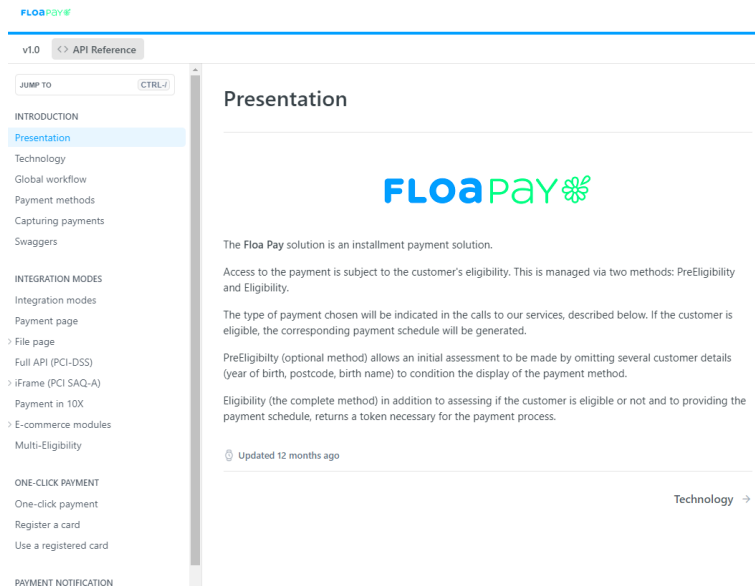 FLOA PAY
v1.0 <> API Reference
JUMP TO CTRL-/
INTRODUCTION
Presentation
Technology
Global workflow
Payment methods
Capturing payments
Swaggers
INTEGRATION MODES
Integration modes
Payment page
File page
Full API (PCI-DSS)
iFrame (PCI SAQ-A)
Payment in 10X
E-commerce modules
Multi-Eligibility
ONE-CLICK PAYMENT
One-click payment
Register a card
Use a registered card
PAYMENT NOTIFICATION
Presentation
FLOA PAY
The Floa Pay solution is an installment payment solution.
Access to the payment is subject to the customer's eligibility. This is managed via two methods: PreEligibility
and Eligibility.
The type of payment chosen will be indicated in the calls to our services, described below. If the customer is
eligible, the corresponding payment schedule will be generated.
PreEligibilty (optional method) allows an initial assessment to be made by omitting several customer details
(year of birth, postcode, birth name) to condition the display of the payment method.
Eligibility (the complete method) in addition to assessing if the customer is eligible or not and to providing the
payment schedule, returns a token necessary for the payment process.
Updated 12 months ago
Technology →